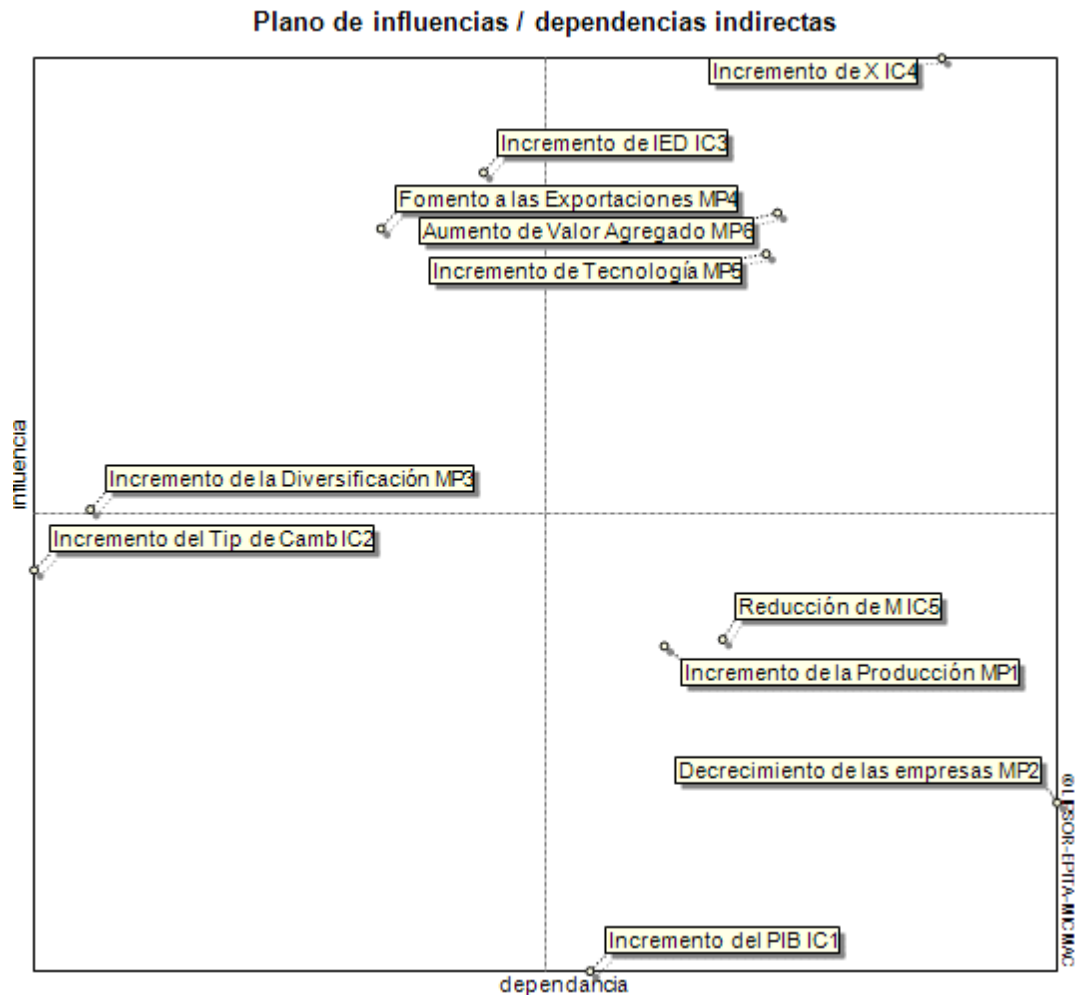 Plano de influencias / dependencias indirectas
Incremento de X IC4
Incremento de IED IC3
Fomento a las Exportaciones MP4
Aumento de Valor Agregado MP6
Incremento de Tecnología MP5
influencia
Incremento de la Diversificación MP3
Incremento del Tip de Camb IC2
Reducción de M IC5
Incremento de la Producción MP1
Decrecimiento de las empresas MP2
Incremento del PIB IC1
dependancia
© LIPSOR-EPITA-MICMAC